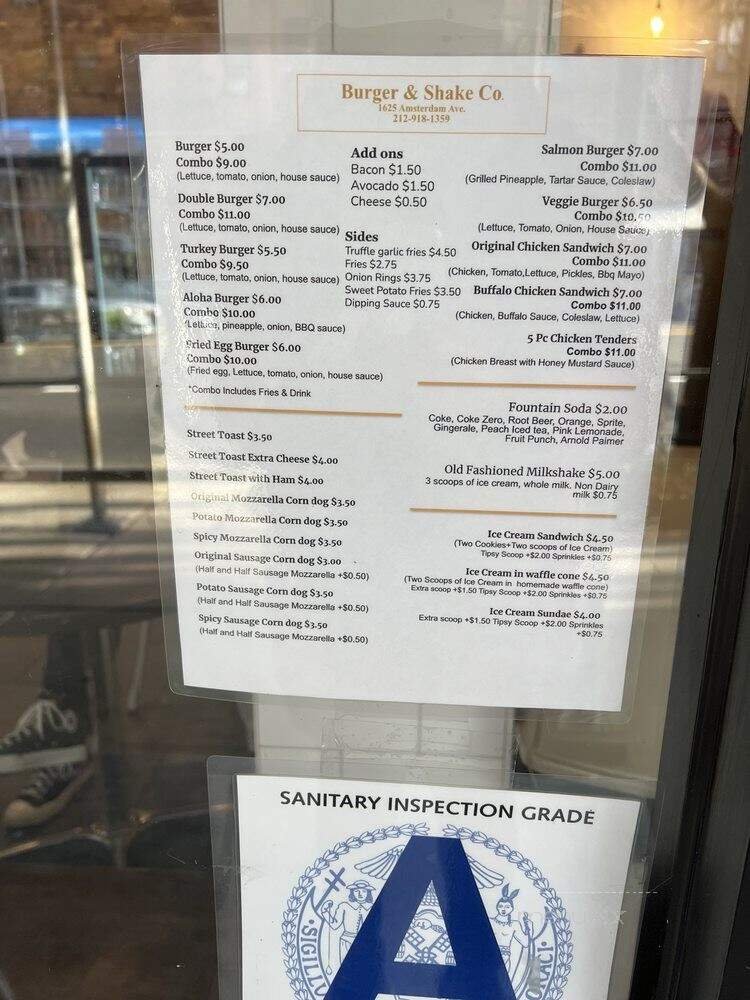 Burger & Shake Co.
1625 Amsterdam Ave.
212-918-1359
Burger $5.00
Combo $9.00
(Lettuce, tomato, onion, house sauce)
Double Burger $7.00
Combo $11.00
(Lettuce, tomato, onion, house sauce)
Turkey Burger $5.50
Combo $9.50
(Lettuce, tomato, onion, house sauce)
Aloha Burger $6.00
Combo $10.00
(Lettuce, pineapple, onion, BBQ sauce)
Fried Egg Burger $6.00
Combo $10.00
(Fried egg, Lettuce, tomato, onion, house sauce)
*Combo Includes Fries & Drink
Add ons
Bacon $1.50
Avocado $1.50
Cheese $0.50
Sides
Truffle garlic fries $4.50
Fries $2.75
Onion Rings $3.75
Sweet Potato Fries $3.50
Dipping Sauce $0.75
Salmon Burger $7.00
Combo $11.00
(Grilled Pineapple, Tartar Sauce, Coleslaw)
Veggie Burger $6.50
Combo $10.50
(Lettuce, Tomato, Onion, House Sauce)
Original Chicken Sandwich $7.00
Combo $11.00
(Chicken, Tomato,Lettuce, Pickles, Bbq Mayo)
Buffalo Chicken Sandwich $7.00
Combo $11.00
(Chicken, Buffalo Sauce, Coleslaw, Lettuce)
5 Pc Chicken Tenders
Combo $11.00
(Chicken Breast with Honey Mustard Sauce)
Street Toast $3.50
Street Toast Extra Cheese $4.00
Street Toast with Ham $4.00
Original Mozzarella Corn dog $3.50
Potato Mozzarella Corn dog $3.50
Spicy Mozzarella Corn dog $3.50
Original Sausage Corn dog $3.00
(Half and Half Sausage Mozzarella +$0.50)
Potato Sausage Corn dog $3.50
(Half and Half Sausage Mozzarella +$0.50)
Spicy Sausage Corn dog $3.50
(Half and Half Sausage Mozzarella +$0.50)
Fountain Soda $2.00
Coke, Coke Zero, Root Beer, Orange, Sprite,
Gingerale, Peach Iced tea, Pink Lemonade,
Fruit Punch, Arnold Palmer
Old Fashioned Milkshake $5.00
3 scoops of ice cream, whole milk. Non Dairy
milk $0.75
Ice Cream Sandwich $4.50
(Two Cookies+Two scoops of Ice Cream)
Tipsy Scoop +$2.00 Sprinkles +$0.75
Ice Cream in waffle cone $4.50
(Two Scoops of Ice Cream in homemade waffle cone)
Extra scoop +$1.50 Tipsy Scoop +$2.00 Sprinkles +$0.75
Ice Cream Sundae $4.00
Extra scoop +$1.50 Tipsy Scoop +$2.00 Sprinkles
+$0.75
SANITARY INSPECTION GRADE
A